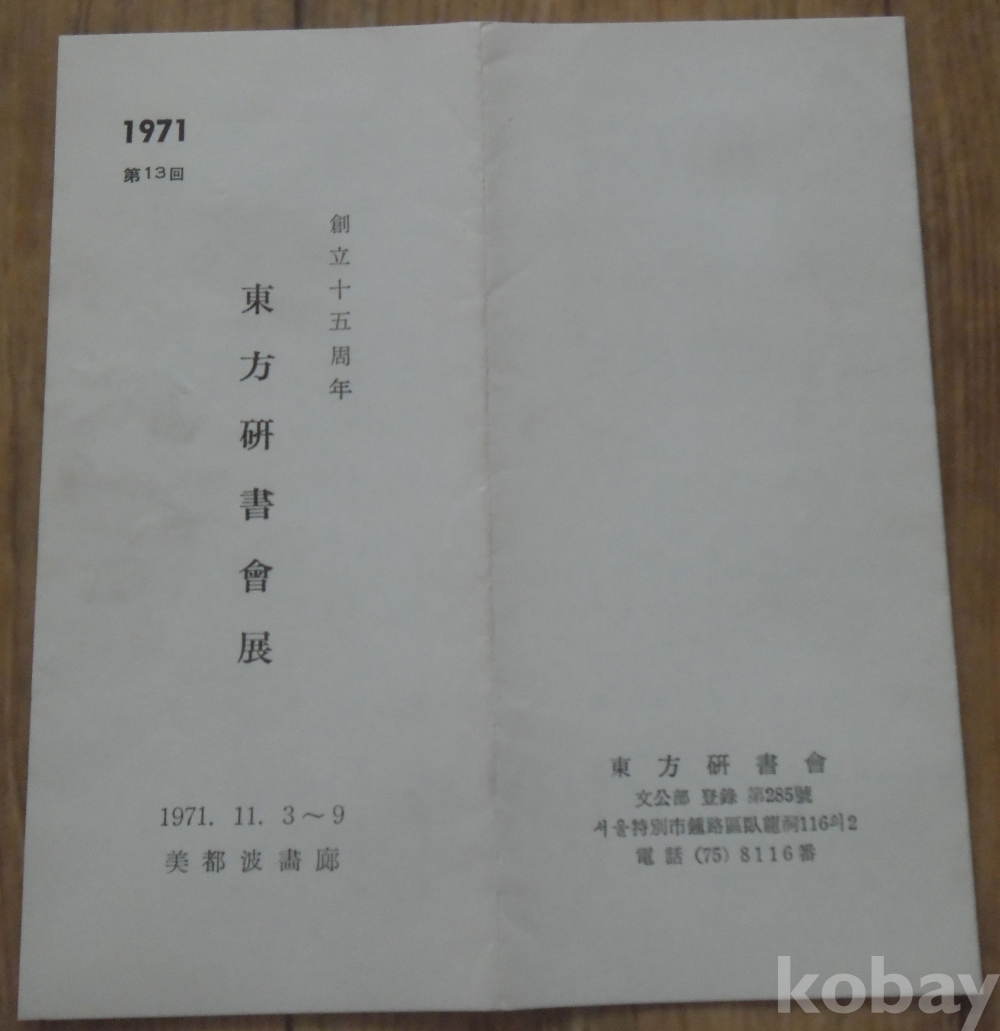 1971
第13回
創立十五周年
東方硏書會展
1971. 11. 3～9
美都波畵廊
東方硏書會
文公部 登錄 第285號
서울特別市鍾路區臥龍洞116의2
電話 (75) 8116番
kobay